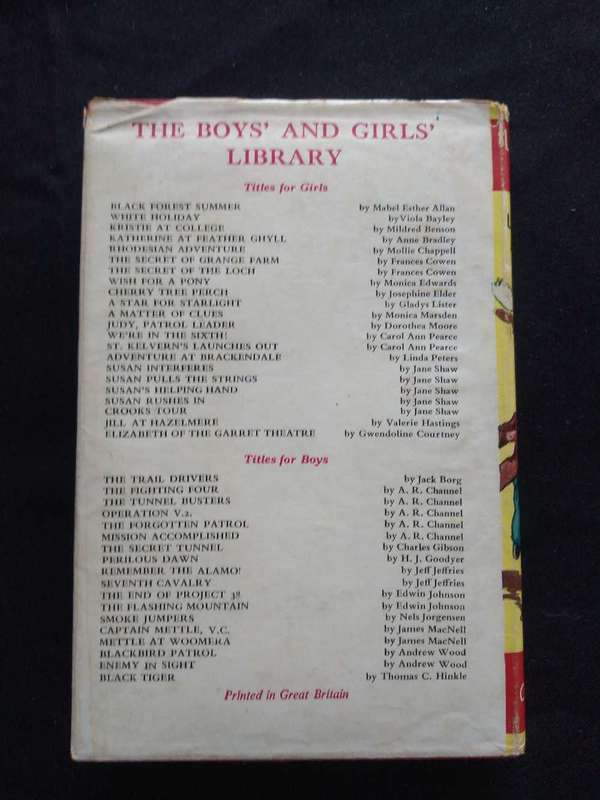 THE BOYS' AND GIRLS'
LIBRARY
Titles for Girls
BLACK FOREST SUMMER by Mabel Esther Allan
WHITE HOLIDAY by Viola Bayley
KRISTIE AT COLLEGE by Mildred Benson
KATHERINE AT FEATHER GHYLL by Anne Bradley
RHODESIAN ADVENTURE by Mollie Chappell
THE SECRET OF GRANGE FARM by Frances Cowen
THE SECRET OF THE LOCH by Frances Cowen
WISH FOR A PONY by Monica Edwards
CHERRY TREE PERCH by Josephine Elder
A STAR FOR STARLIGHT by Gladys Lister
A MATTER OF CLUES by Monica Marsden
JUDY, PATROL LEADER by Dorothea Moore
WE'RE IN THE SIXTH! by Carol Ann Pearce
ST. KELVERN'S LAUNCHES OUT by Carol Ann Pearce
ADVENTURE AT BRACKENDALE by Linda Peters
SUSAN INTERFERES by Jane Shaw
SUSAN PULLS THE STRINGS by Jane Shaw
SUSAN'S HELPING HAND by Jane Shaw
SUSAN RUSHES IN by Jane Shaw
CROOKS TOUR by Jane Shaw
JILL AT HAZELMERE by Valerie Hastings
ELIZABETH OF THE GARRET THEATRE by Gwendoline Courtney
Titles for Boys
THE TRAIL DRIVERS by Jack Borg
THE FIGHTING FOUR by A. R. Channel
THE TUNNEL BUSTERS by A. R. Channel
OPERATION V.2. by A. R. Channel
THE FORGOTTEN PATROL by A. R. Channel
MISSION ACCOMPLISHED by A. R. Channel
THE SECRET TUNNEL by Charles Gibson
PERILOUS DAWN by H. J. Goodyer
REMEMBER THE ALAMO! by Jeff Jeffries
SEVENTH CAVALRY by Jeff Jeffries
THE END OF PROJECT 38 by Edwin Johnson
THE FLASHING MOUNTAIN by Edwin Johnson
SMOKE JUMPERS by Nels Jorgensen
CAPTAIN METTLE, V.C. by James MacNell
METTLE AT WOOMERA by James MacNell
BLACKBIRD PATROL by Andrew Wood
ENEMY IN SIGHT by Andrew Wood
BLACK TIGER by Thomas C. Hinkle
Printed in Great Britain